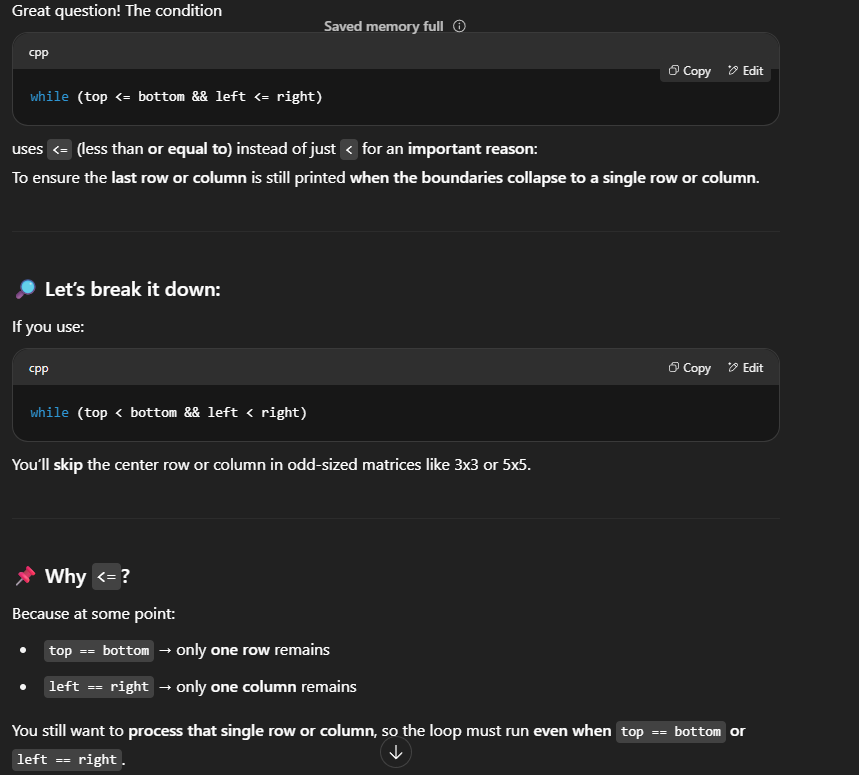 Great question! The condition
Saved memory full
cpp
Copy Edit
while (top <= bottom && left <= right)
uses <= (less than or equal to) instead of just < for an important reason:
To ensure the last row or column is still printed when the boundaries collapse to a single row or column.
Let's break it down:
If you use:
cpp
Copy Edit
while (top < bottom && left < right)
You'll skip the center row or column in odd-sized matrices like 3x3 or 5x5.
Why <=?
Because at some point:
• top == bottom → only one row remains
• left == right → only one column remains
You still want to process that single row or column, so the loop must run even when top == bottom or
left == right.